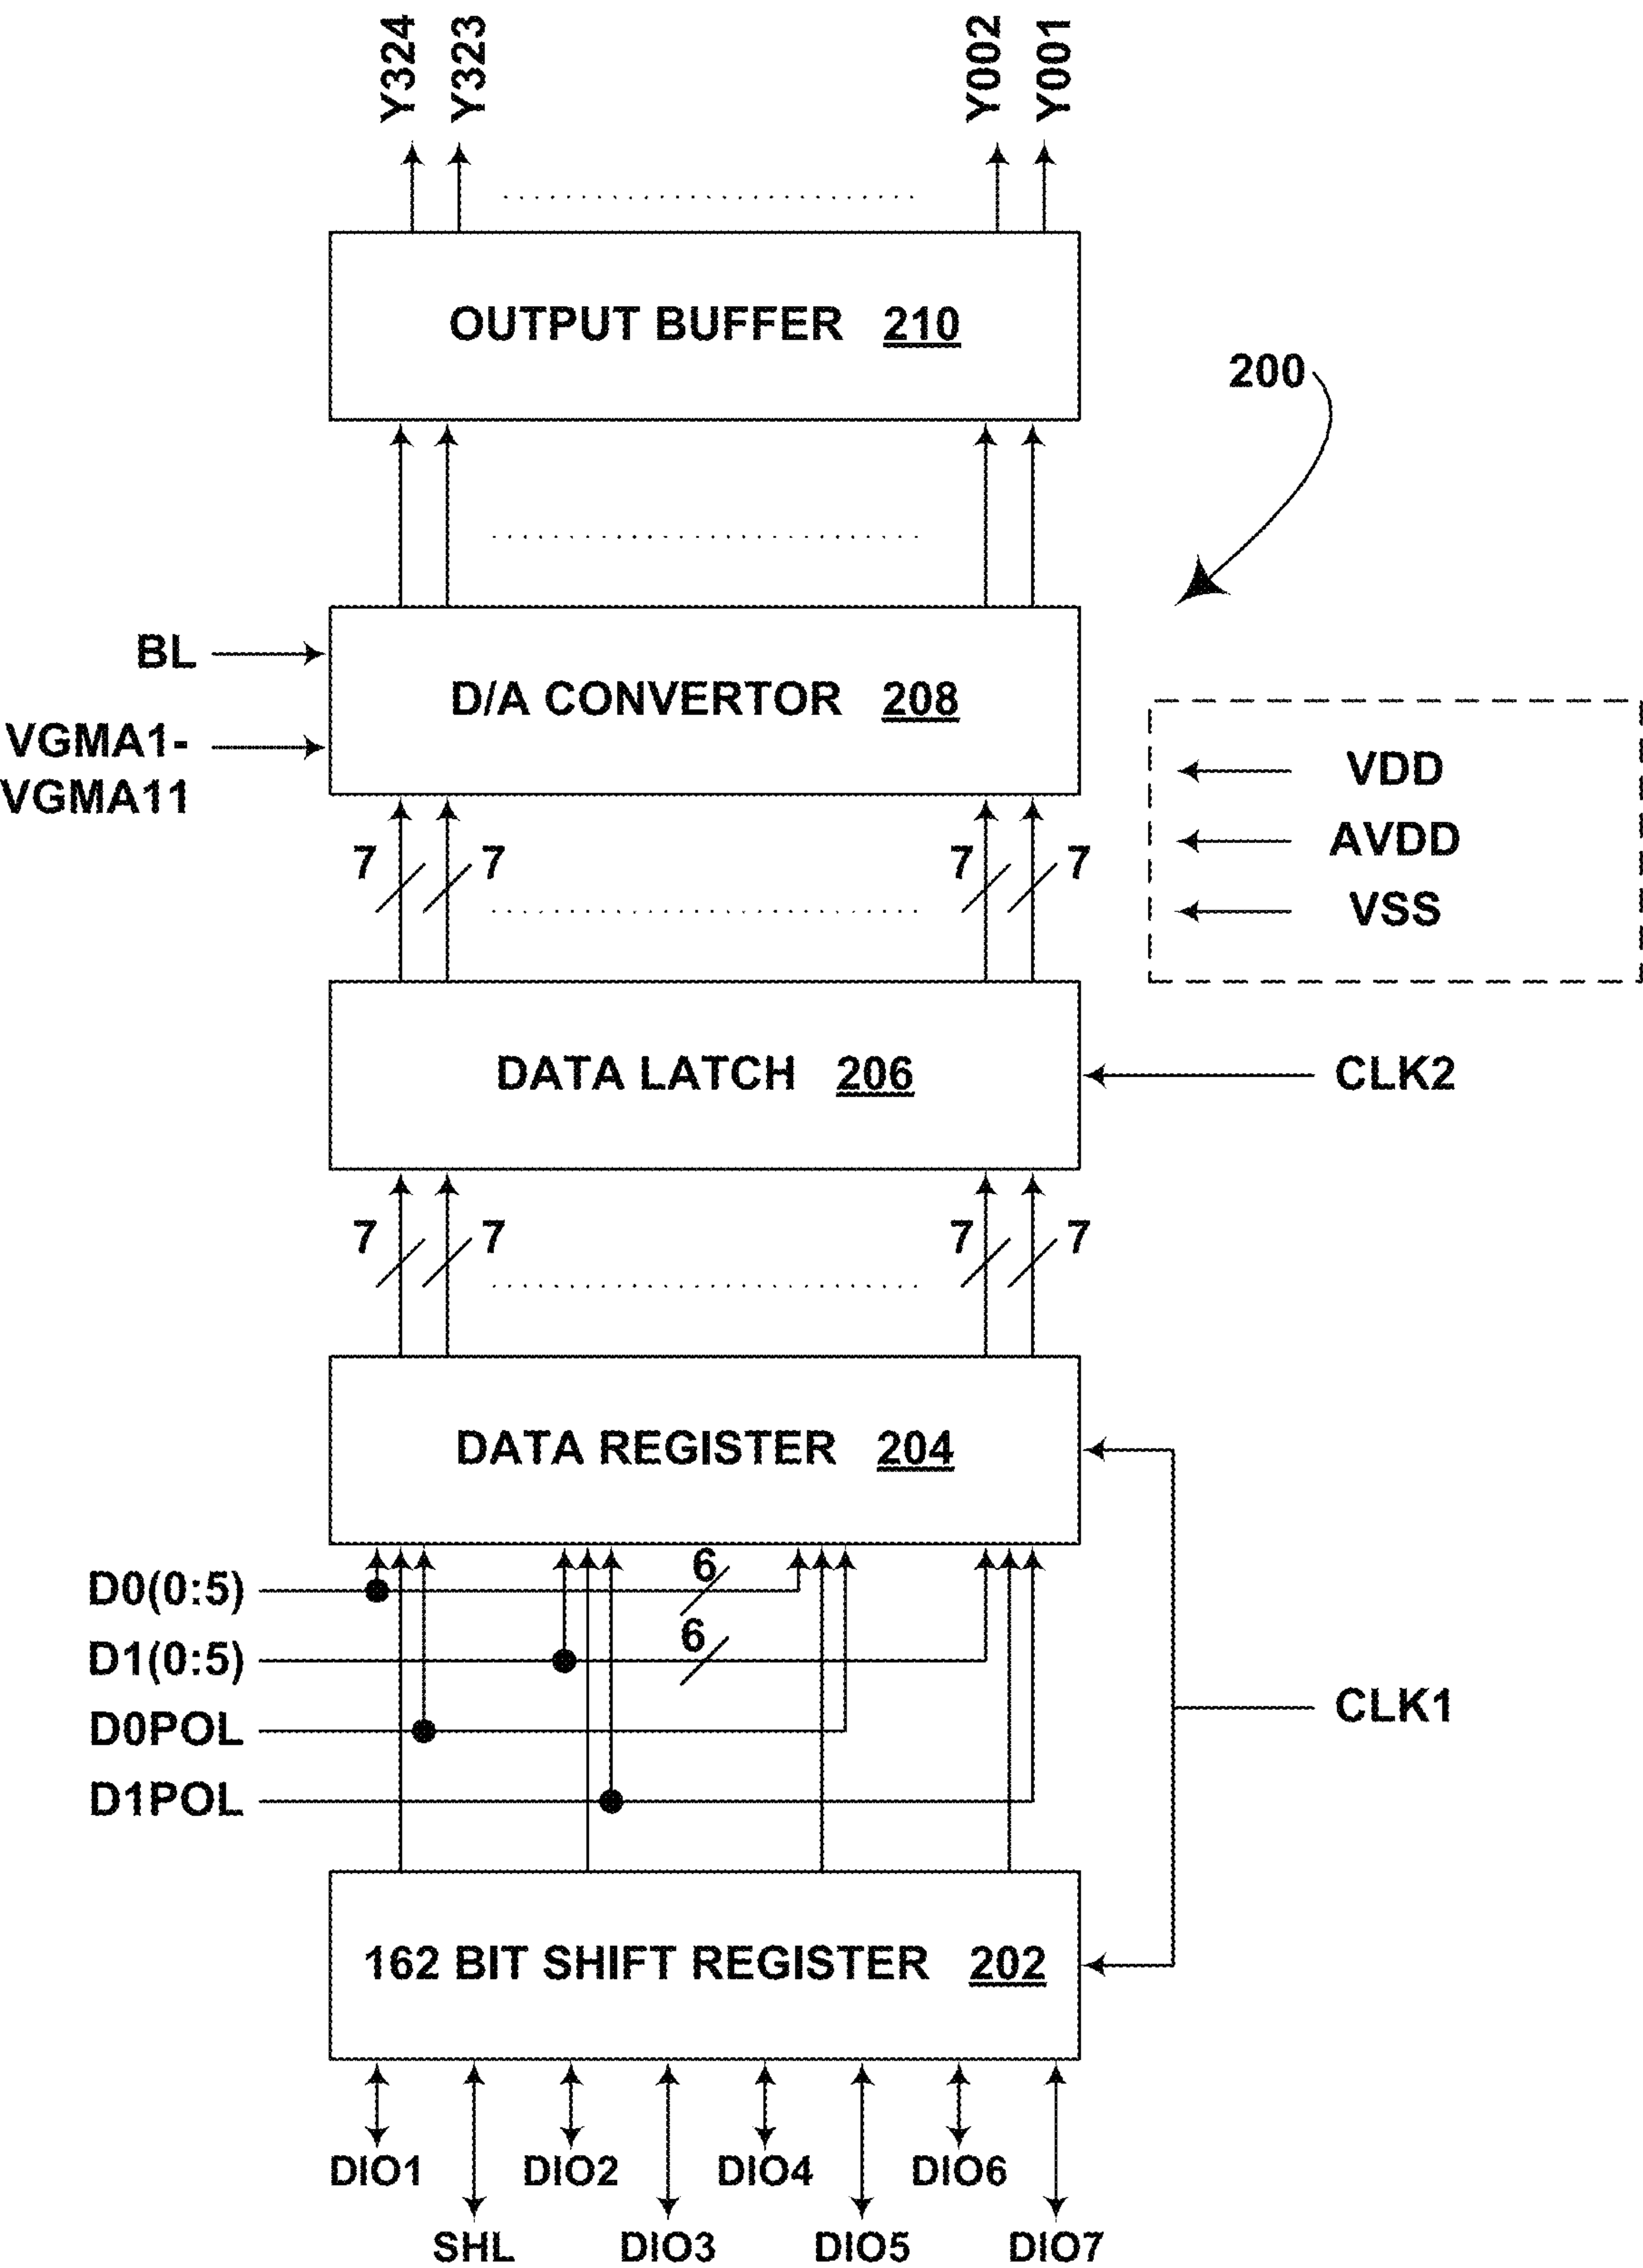 Y324 Y323 Y002 Y001
OUTPUT BUFFER 210
200
BL
D/A CONVERTOR 208
VGMA1-
VGMA11
VDD
AVDD
VSS
7 7 7 7
DATA LATCH 206
CLK2
7 7 7 7
DATA REGISTER 204
D0(0:5) 6
D1(0:5) 6
D0POL
CLK1
D1POL
162 BIT SHIFT REGISTER 202
DIO1 DIO2 DIO4 DIO6
SHL DIO3 DIO5 DIO7